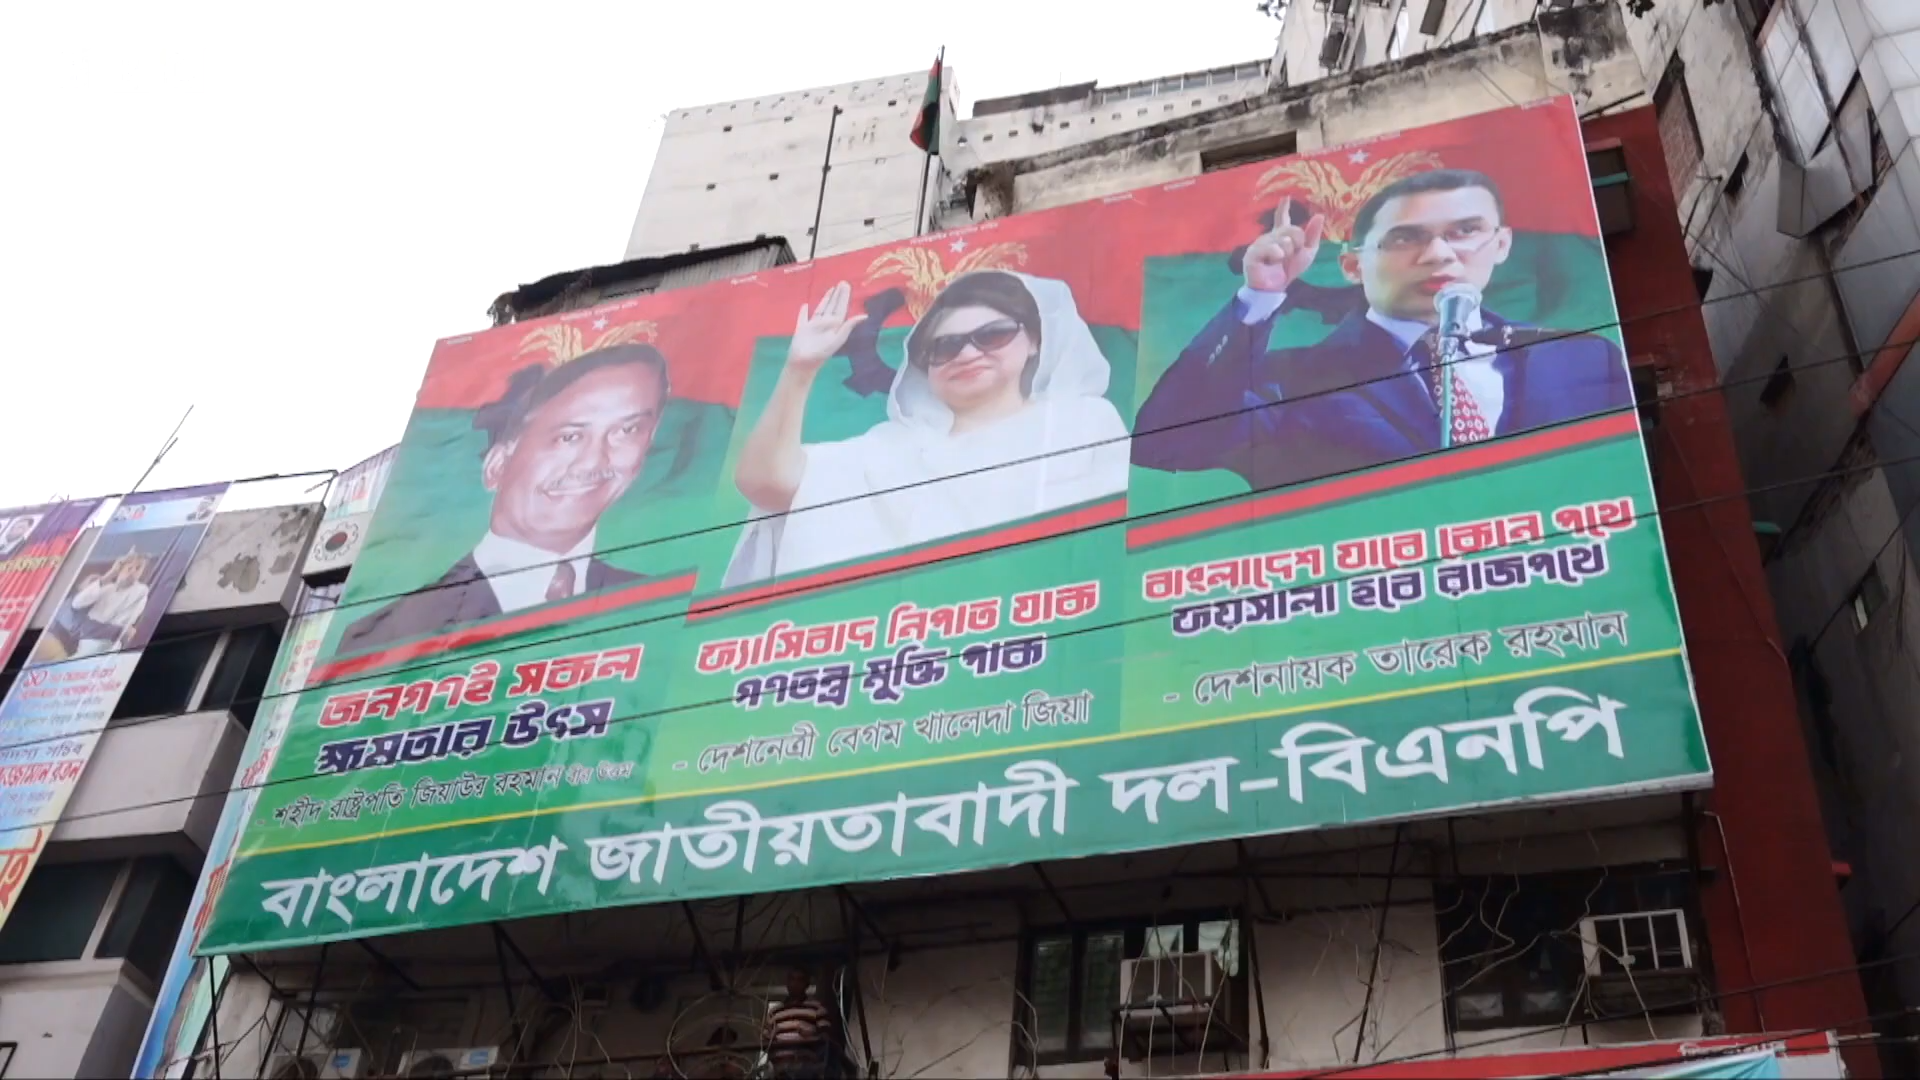 জনগণই সকল
ক্ষমতার উৎস
- শহীদ রাষ্ট্রপতি জিয়াউর রহমান বীর উত্তম
ফ্যাসিবাদ নিপাত যাক
গণতন্ত্র মুক্তি পাক
- দেশনেত্রী বেগম খালেদা জিয়া
বাংলাদেশ যাবে কোন পথে
ফয়সালা হবে রাজপথে
- দেশনায়ক তারেক রহমান
বাংলাদেশ জাতীয়তাবাদী দল-বিএনপি